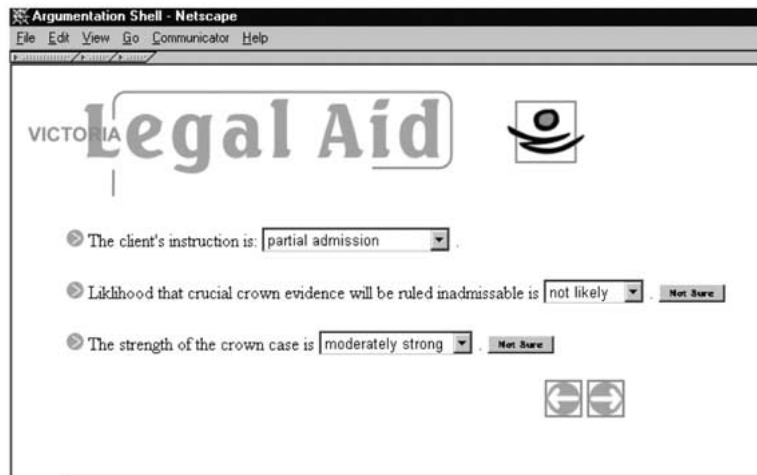 Argumentation Shell - Netscape
File Edit View Go Communicator Help
VICTORIA Legal Aid
The client's instruction is: partial admission .
Liklihood that crucial crown evidence will be ruled inadmissable is not likely . Not Sure
The strength of the crown case is moderately strong . Not Sure